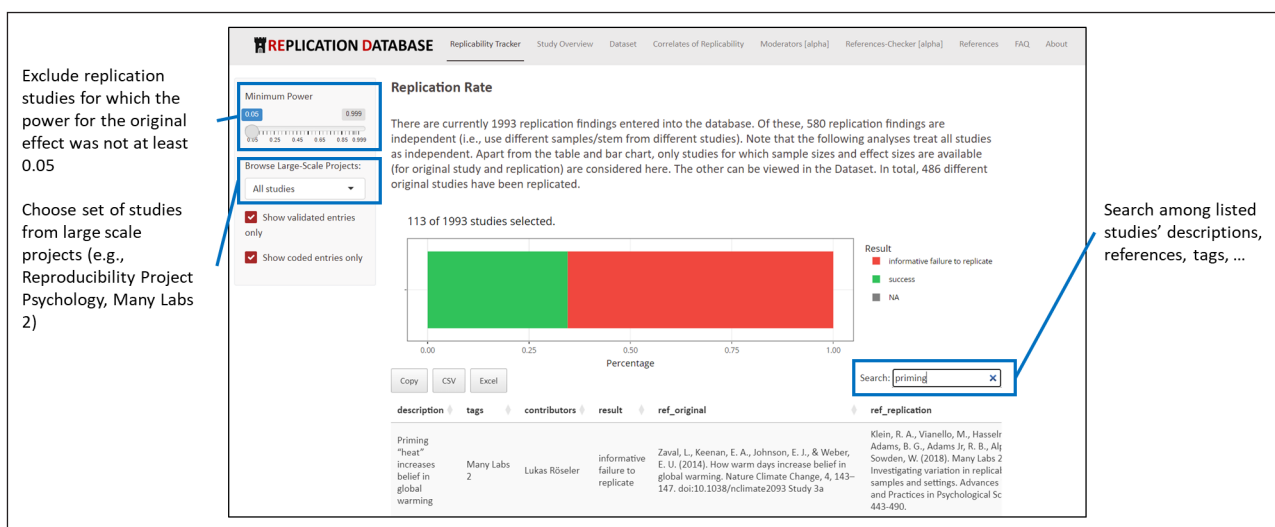 REPLICATION DATABASE
Replicability Tracker
Study Overview
Dataset
Correlates of Replicability
Moderators [alpha]
References-Checker [alpha]
References
FAQ
About
Exclude replication
studies for which the
power for the original
effect was not at least
0.05
Choose set of studies
from large scale
projects (e.g.,
Reproducibility Project
Psychology, Many Labs
2)
Minimum Power
0.05
0.999
0.05 0.25 0.45 0.65 0.85 0.999
Browse Large-Scale Projects:
All studies
Show validated entries
only
Show coded entries only
Replication Rate
There are currently 1993 replication findings entered into the database. Of these, 580 replication findings are
independent (i.e., use different samples/stem from different studies). Note that the following analyses treat all studies
as independent. Apart from the table and bar chart, only studies for which sample sizes and effect sizes are available
(for original study and replication) are considered here. The other can be viewed in the Dataset. In total, 486 different
original studies have been replicated.
113 of 1993 studies selected.
Result
informative failure to replicate
success
NA
0.00 0.25 0.50 0.75 1.00
Percentage
Copy
CSV
Excel
Search: priming
Search among listed
studies' descriptions,
references, tags, ...
description tags contributors result ref_original ref_replication
Priming
"heat"
increases
belief in
global
warming
Many Labs
2
Lukas Röseler
informative
failure to
replicate
Zaval, L., Keenan, E. A., Johnson, E. J., & Weber,
E. U. (2014). How warm days increase belief in
global warming. Nature Climate Change, 4, 143–
147. doi:10.1038/nclimate2093 Study 3a
Klein, R. A., Vianello, M., Hasselr
Adams, B. G., Adams Jr, R. B., Alp
Sowden, W. (2018). Many Labs 2
Investigating variation in replical
samples and settings. Advances
and Practices in Psychological Sc
443-490.